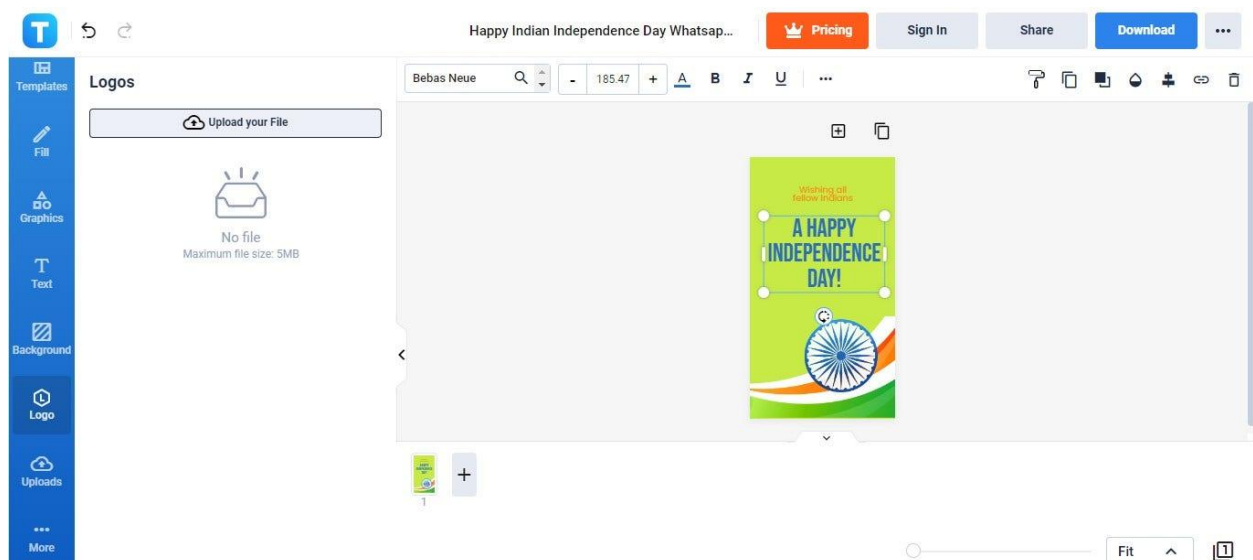 T
Happy Indian Independence Day Whatsap...
Pricing
Sign In
Share
Download
Templates
Fill
Graphics
Text
Background
Logo
Uploads
More
Logos
Upload your File
No file
Maximum file size: 5MB
Bebas Neue
- 185.47 + A B I U
Wishing all
fellow Indians
A HAPPY
INDEPENDENCE
DAY!
1
Fit
1